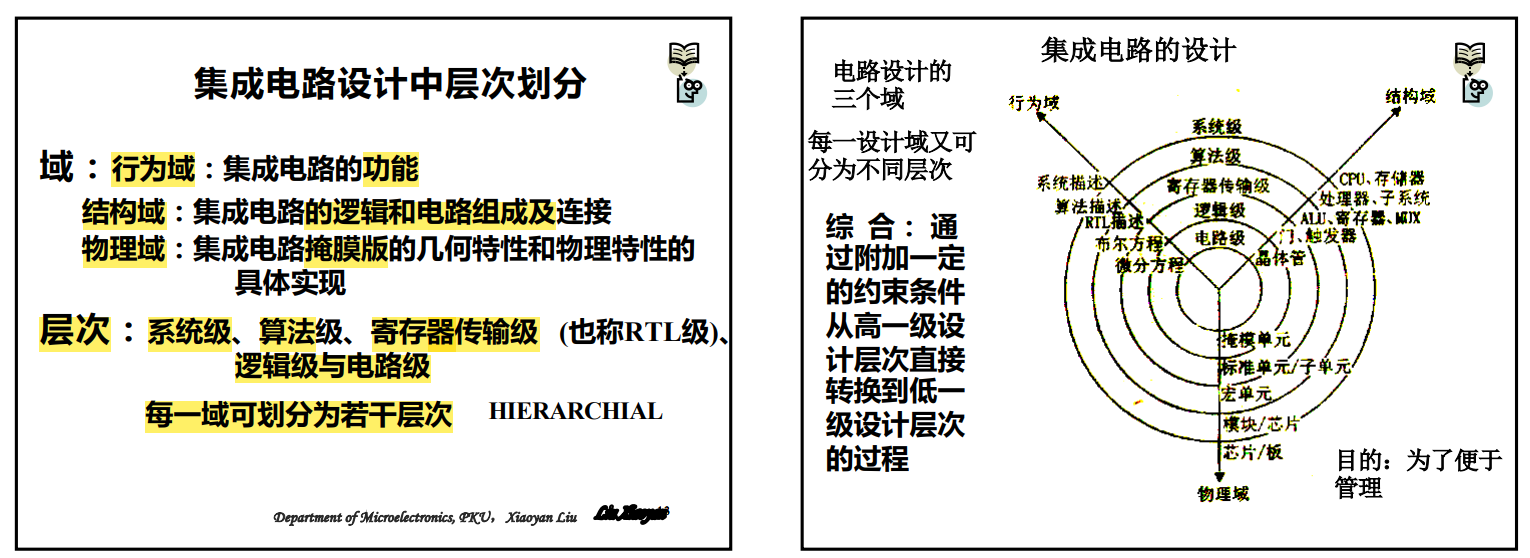 集成电路设计中层次划分
域：行为域：集成电路的功能
结构域：集成电路的逻辑和电路组成及连接
物理域：集成电路掩膜版的几何特性和物理特性的
具体实现
层次：系统级、算法级、寄存器传输级 (也称RTL级)、
逻辑级与电路级
每一域可划分为若干层次 HIERARCHIAL
Department of Microelectronics, PKU， Xiaoyan Liu
Liu Xiaoyan
集成电路的设计
电路设计的
三个域
每一设计域又可
分为不同层次
综 合： 通
过附加一定
的约束条件
从高一级设
计层次直接
转换到低一
级设计层次
的过程
行为域
结构域
系统级
算法级
寄存器传输级
逻辑级
电路级
系统描述
算法描述
RTL描述
布尔方程
微分方程
CPU、存储器
处理器、子系统
ALU、寄存器、MUX
门、触发器
晶体管
掩模单元
标准单元/子单元
宏单元
模块/芯片
芯片/板
物理域
目的：为了便于
管理